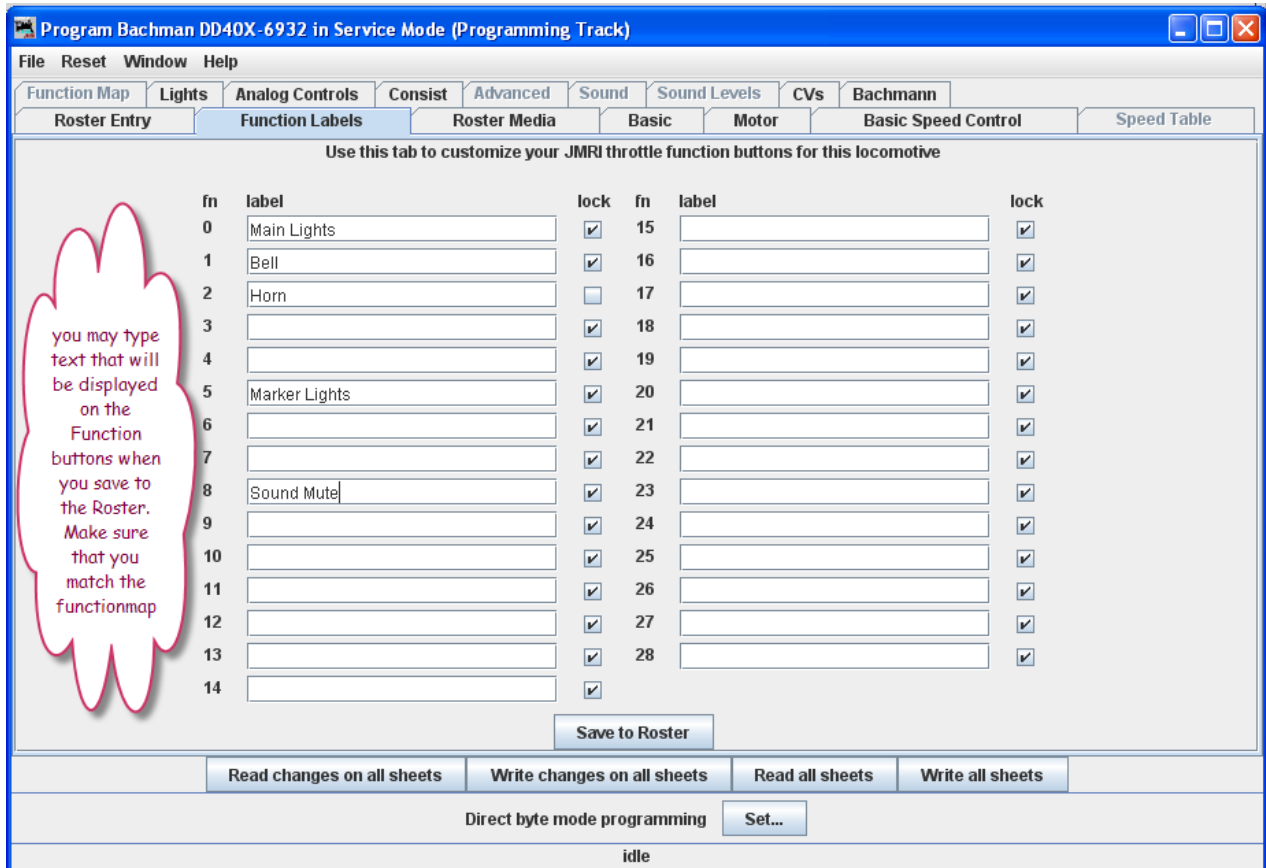 Program Bachman DD40X-6932 in Service Mode (Programming Track)
File Reset Window Help
Function Map Lights Analog Controls Consist Advanced Sound Sound Levels CVs Bachmann
Roster Entry Function Labels Roster Media Basic Motor Basic Speed Control Speed Table
Use this tab to customize your JMRI throttle function buttons for this locomotive
fn label lock fn label lock
0 Main Lights 15
1 Bell 16
2 Horn 17
3 18
4 19
5 Marker Lights 20
6 21
7 22
8 Sound Mute 23
9 24
10 25
11 26
12 27
13 28
14
you may type
text that will
be displayed
on the
Function
buttons when
you save to
the Roster.
Make sure
that you
match the
functionmap
Save to Roster
Read changes on all sheets Write changes on all sheets Read all sheets Write all sheets
Direct byte mode programming Set...
idle